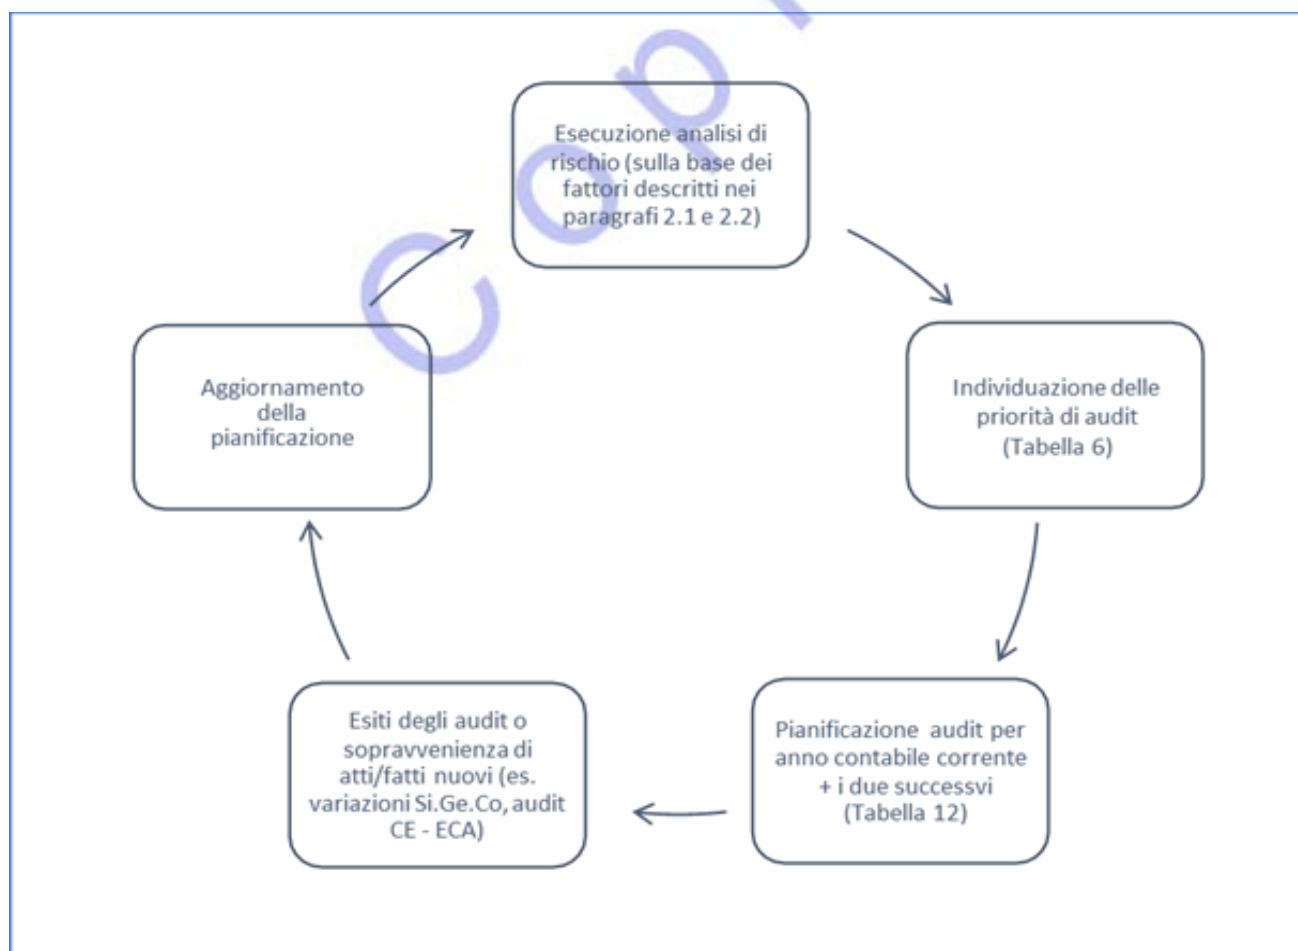 Cop
Esecuzione analisi di
rischio (sulla base dei
fattori descritti nei
paragrafi 2.1 e 2.2)
Individuazione delle
priorità di audit
(Tabella 6)
Pianificazione audit per
anno contabile corrente
+ i due successvi
(Tabella 12)
Esiti degli audit o
sopravvenienza di
atti/fatti nuovi (es.
variazioni Si.Ge.Co, audit
CE - ECA)
Aggiornamento
della
pianificazione